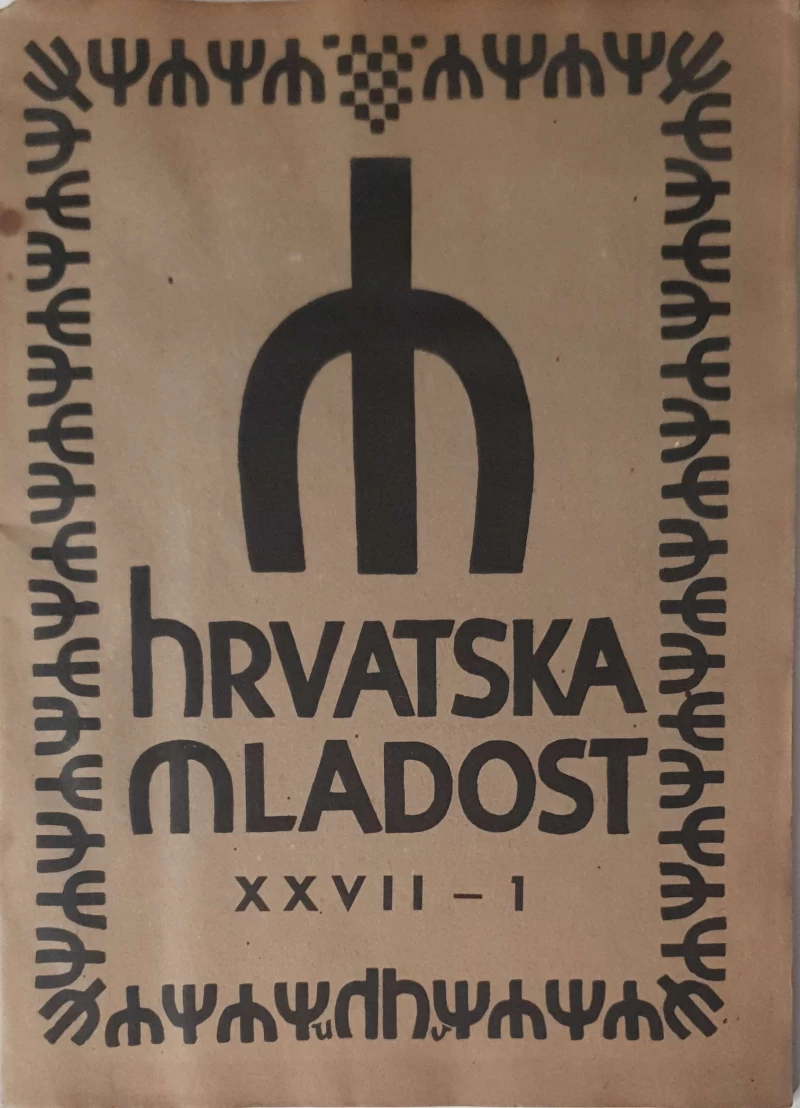 hRVATSKA
mLADOST
XXVII – 1